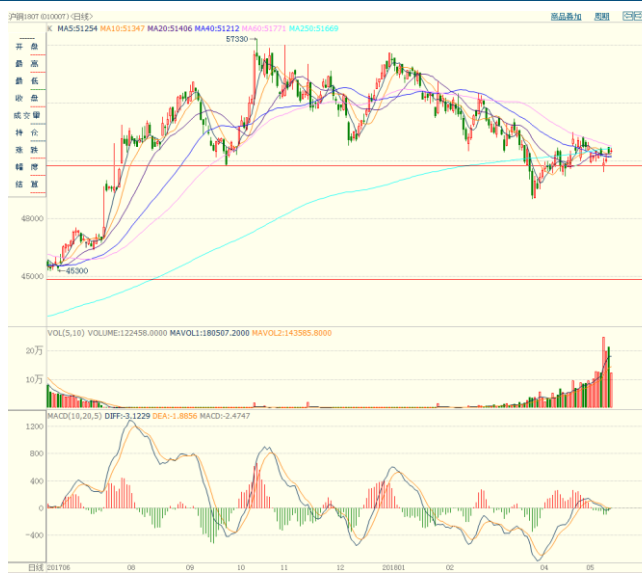 沪铜180T (010007)<日线> 商品叠加 周期
K MA5:51254 MA10:51347 MA20:51406 MA40:51212 MA60:51771 MA250:51668
开 盘
最 高
最 低
收 盘
成交量
持 仓
涨 跌
幅 度
结 算
57330→
48000
←45300
45000
VOL(5,10) VOLUME:122458.0000 MAVOL1:180507.2000 MAVOL2:143585.8000
20万
10万
MACD(10,20,5) DIFF:-3.1229 DEA:-1.8856 MACD:-2.4747
1200
800
400
0
-400
日线 201706 08 09 10 11 12 201801 02 04 05